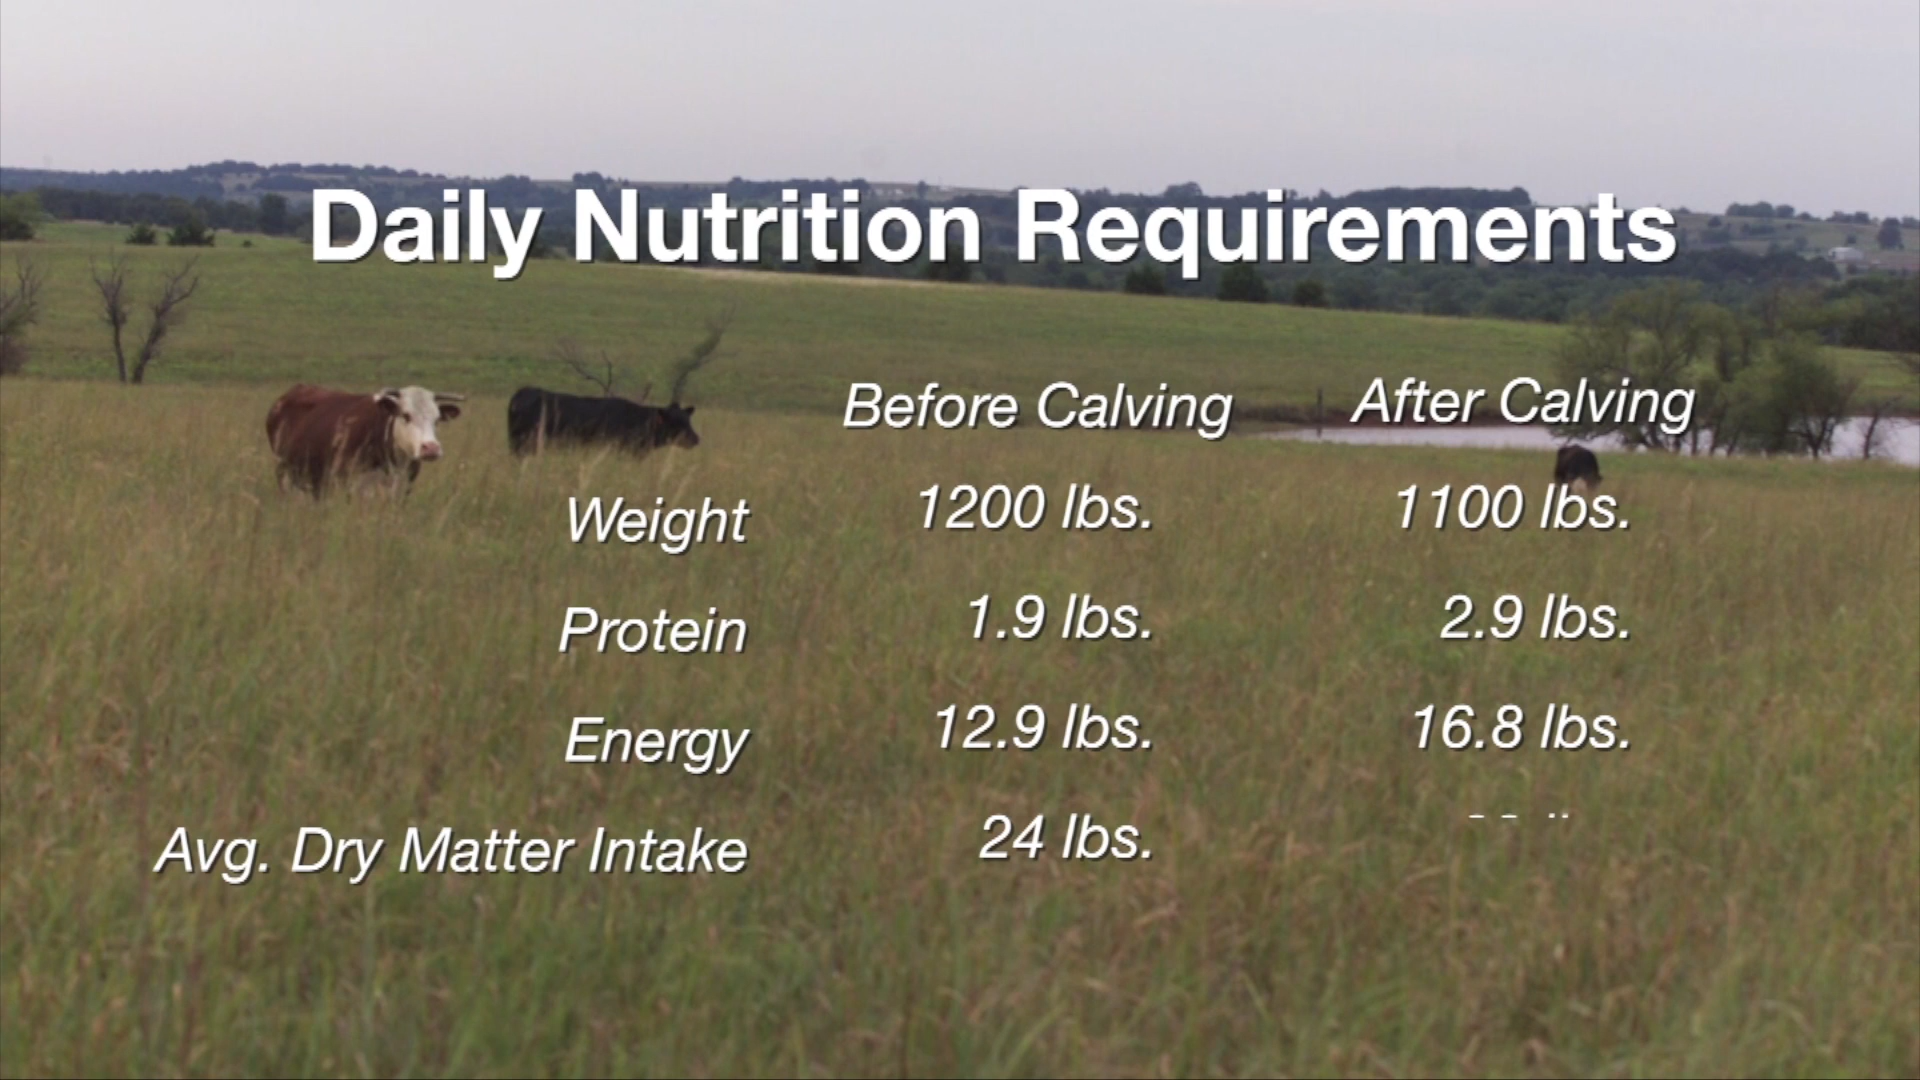 Daily Nutrition Requirements
Before Calving After Calving
Weight 1200 lbs. 1100 lbs.
Protein 1.9 lbs. 2.9 lbs.
Energy 12.9 lbs. 16.8 lbs.
Avg. Dry Matter Intake 24 lbs.